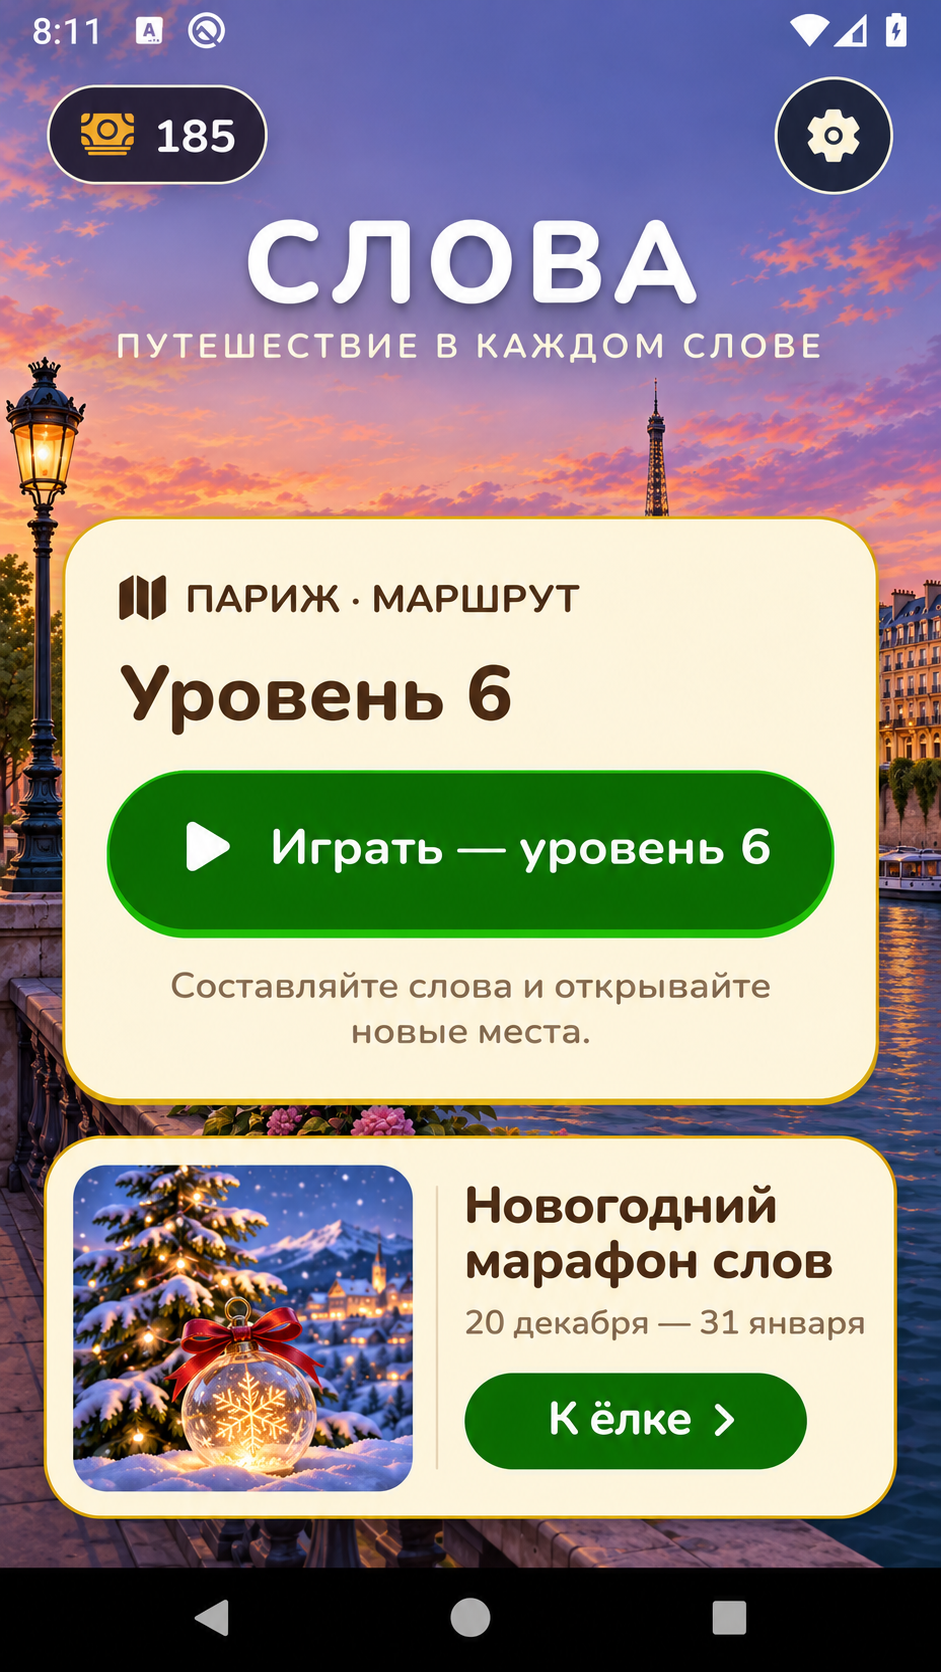 8:11
185
СЛОВА
ПУТЕШЕСТВИЕ В КАЖДОМ СЛОВЕ
ПАРИЖ · МАРШРУТ
Уровень 6
Играть — уровень 6
Составляйте слова и открывайте
новые места.
Новогодний
марафон слов
20 декабря — 31 января
К ёлке